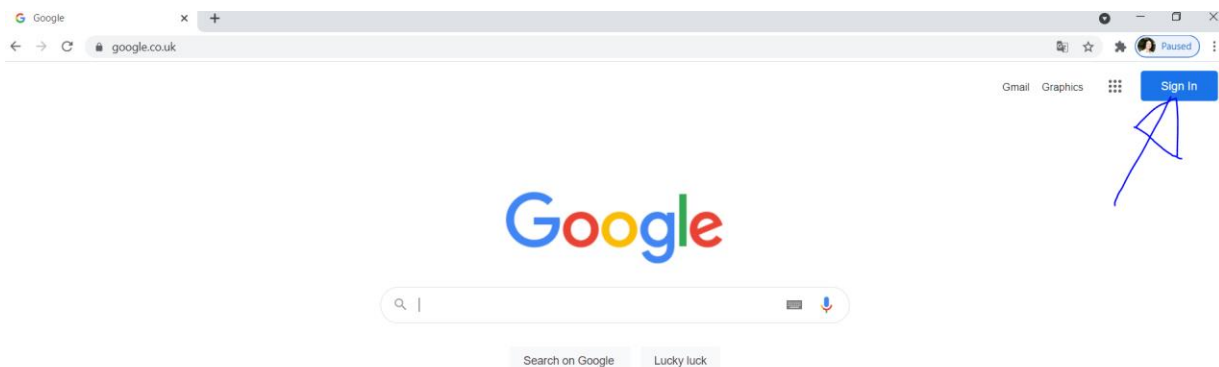 Google
google.co.uk
Paused
Gmail Graphics
Sign In
Google
Search on Google Lucky luck